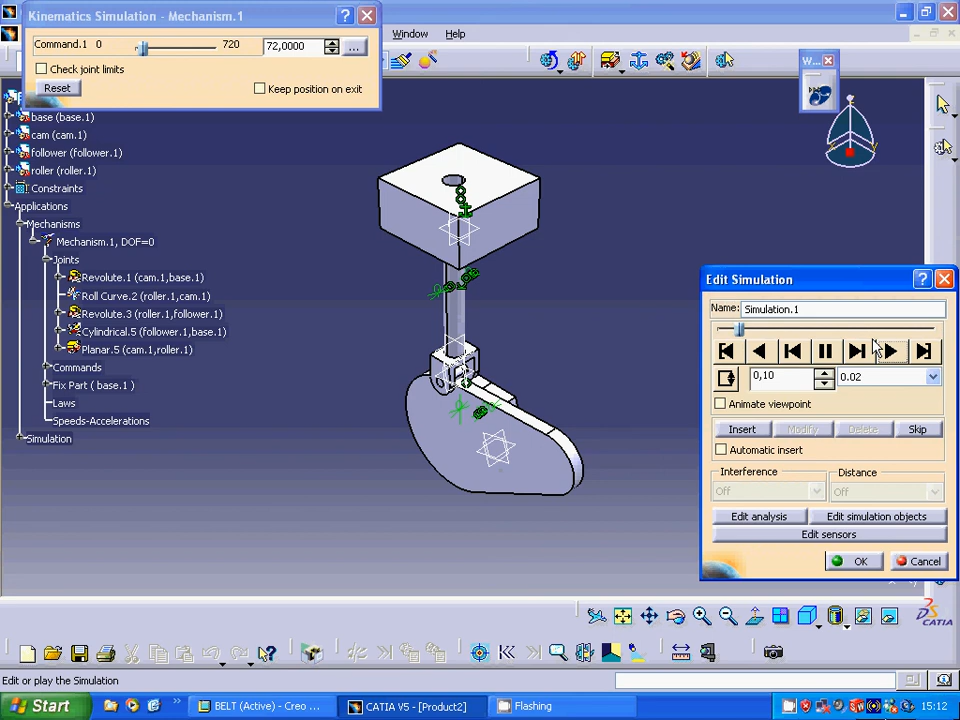 Kinematics Simulation - Mechanism.1
Command.1 0 720 72,0000 ...
Check joint limits
Reset Keep position on exit
Window Help
W...
base (base.1)
cam (cam.1)
follower (follower.1)
roller (roller.1)
Constraints
Applications
Mechanisms
Mechanism.1, DOF=0
Joints
Revolute.1 (cam.1,base.1)
Roll Curve.2 (roller.1,cam.1)
Revolute.3 (roller.1,follower.1)
Cylindrical.5 (follower.1,base.1)
Planar.5 (cam.1,roller.1)
Commands
Fix Part ( base.1 )
Laws
Speeds-Accelerations
Simulation
Edit Simulation
Name: Simulation.1
0,10 0.02
Animate viewpoint
Insert Modify Delete Skip
Automatic insert
Interference Distance
Off Off
Edit analysis Edit simulation objects
Edit sensors
OK Cancel
CATIA
Edit or play the Simulation
Start BELT (Active) - Creo ... CATIA V5 - [Product2] Flashing 15:12